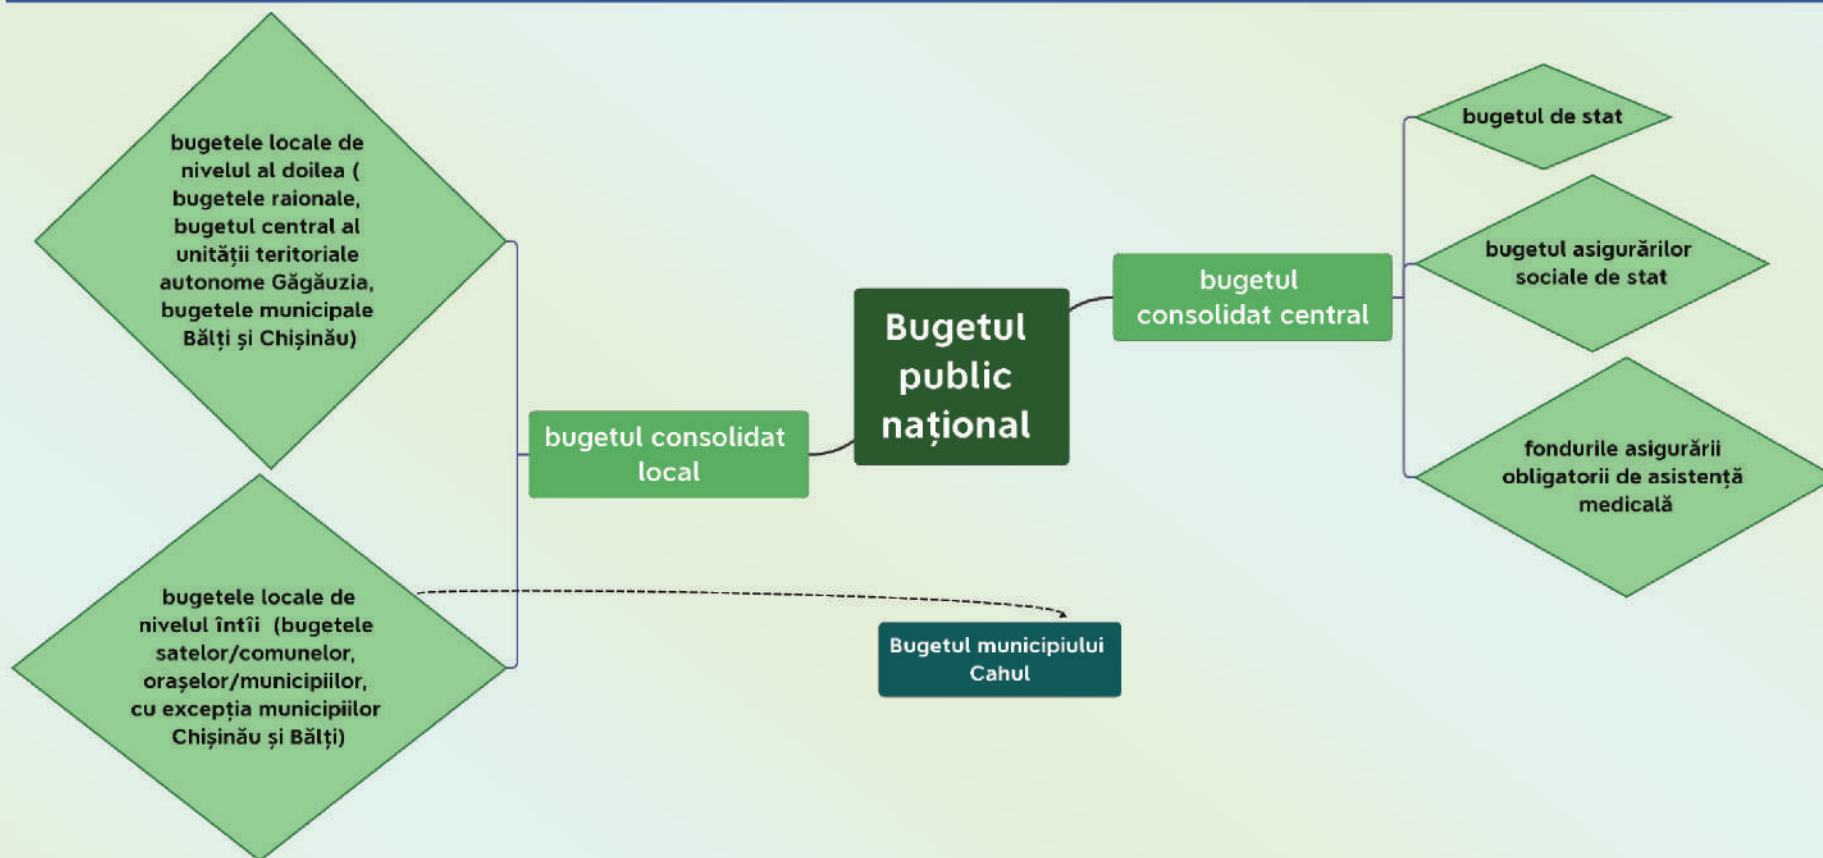 bugetele locale de
nivelul al doilea (
bugetele raionale,
bugetul central al
unității teritoriale
autonome Găgăuzia,
bugetele municipale
Bălți și Chișinău)
bugetele locale de
nivelul întîi (bugetele
satelor/comunelor,
orașelor/municipiilor,
cu excepția municipiilor
Chișinău și Bălți)
bugetul consolidat
local
Bugetul
public
național
Bugetul municipiului
Cahul
bugetul
consolidat central
bugetul de stat
bugetul asigurărilor
sociale de stat
fondurile asigurării
obligatorii de asistență
medicală